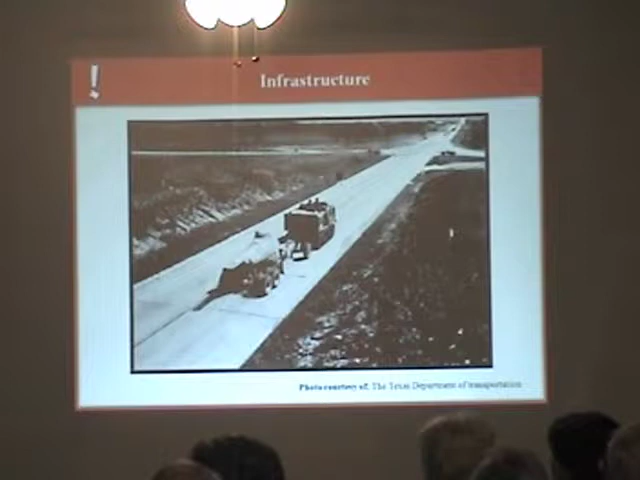 !
Infrastructure
Photo courtesy of: The Texas Department of transportation